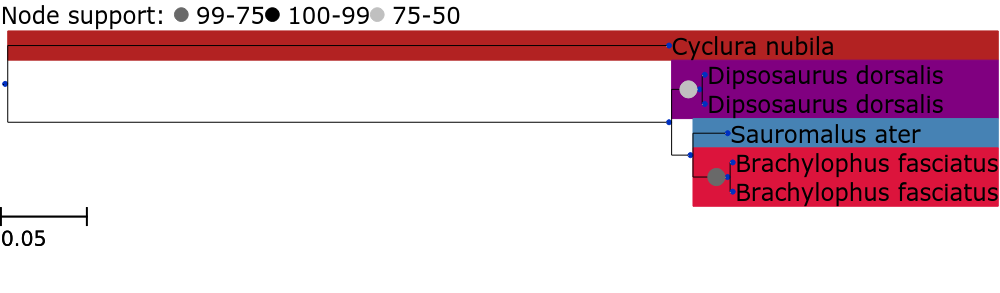 Node support: 99-75 100-99 75-50
Cyclura nubila
Dipsosaurus dorsalis
Dipsosaurus dorsalis
Sauromalus ater
Brachylophus fasciatus
Brachylophus fasciatus
0.05